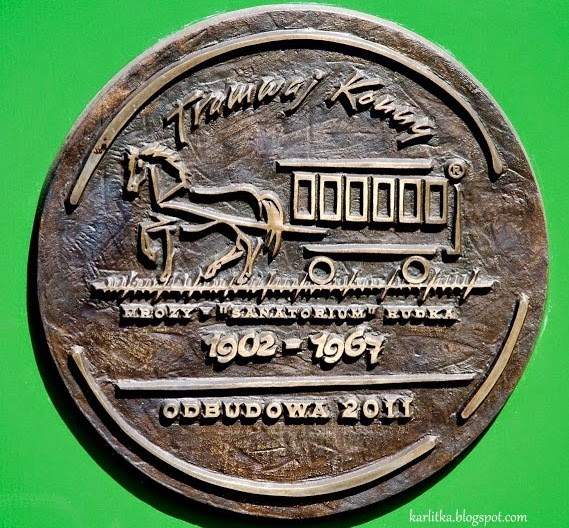 Tramwaj Konny
®
MROZY - "SANATORIUM" RUDKA
1902 - 1967
ODBUDOWA 2011
karlitka.blogspot.com